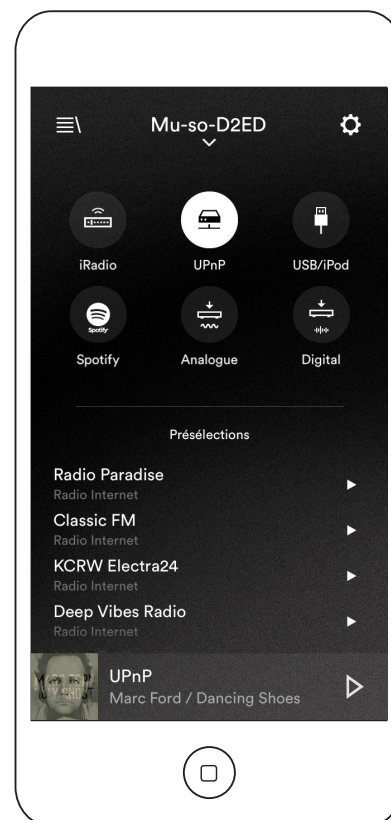 Mu-so-D2ED
iRadio UPnP USB/iPod
Spotify
Spotify Analogue Digital
Présélections
Radio Paradise
Radio Internet
Classic FM
Radio Internet
KCRW Electra24
Radio Internet
Deep Vibes Radio
Radio Internet
UPnP
Marc Ford / Dancing Shoes